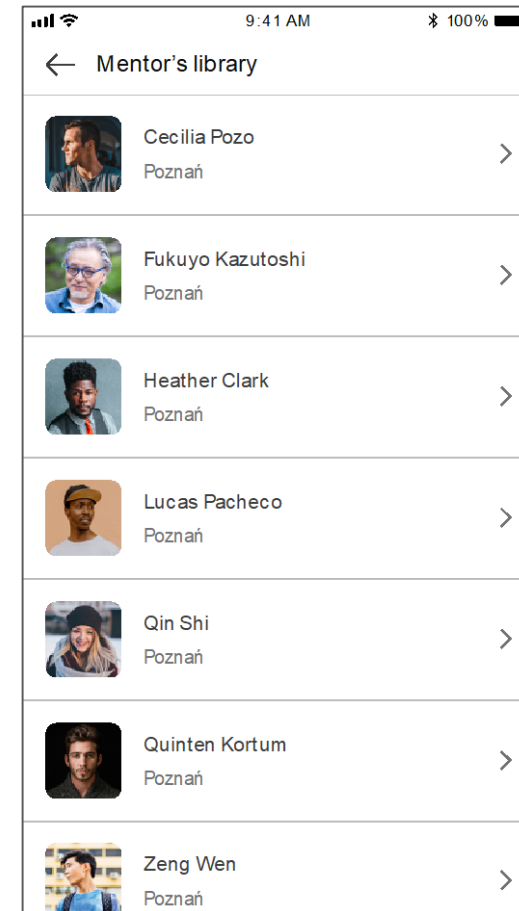 9:41 AM
100%
Mentor's library
Cecilia Pozo
Poznań
Fukuyo Kazutoshi
Poznań
Heather Clark
Poznań
Lucas Pacheco
Poznań
Qin Shi
Poznań
Quinten Kortum
Poznań
Zeng Wen
Poznań